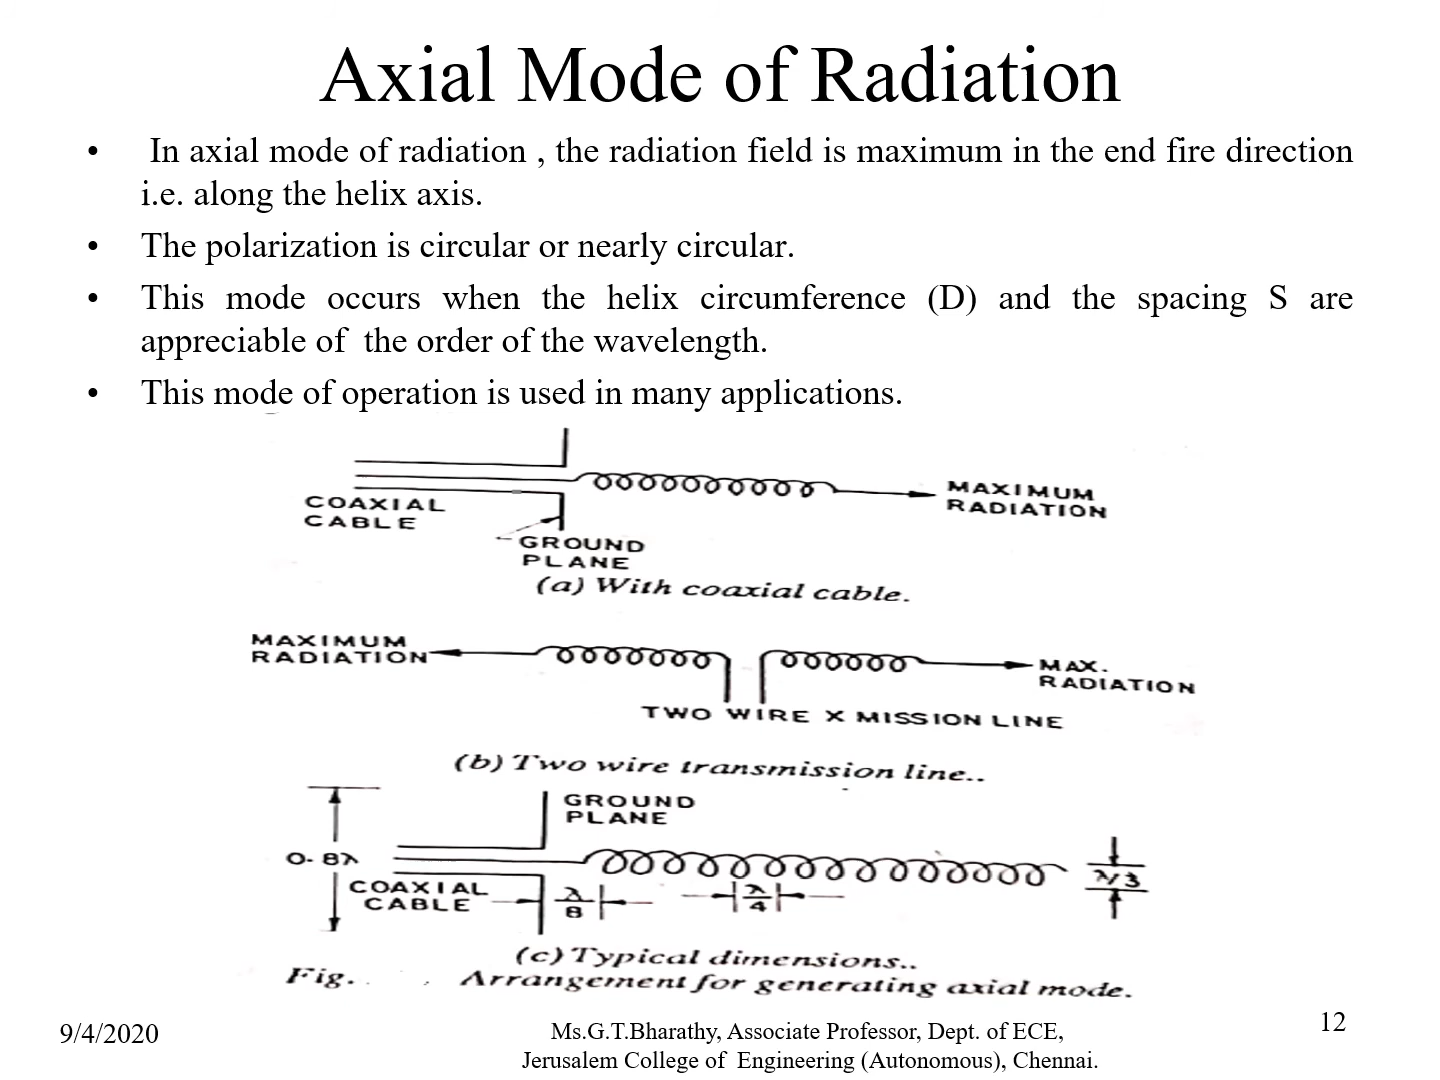 Axial Mode of Radiation
• In axial mode of radiation , the radiation field is maximum in the end fire direction
i.e. along the helix axis.
• The polarization is circular or nearly circular.
• This mode occurs when the helix circumference (D) and the spacing S are
appreciable of the order of the wavelength.
• This mode of operation is used in many applications.
COAXIAL
CABLE
MAXIMUM
RADIATION
GROUND
PLANE
(a) With coaxial cable.
MAXIMUM
RADIATION
MAX.
RADIATION
TWO WIRE X MISSION LINE
(b) Two wire transmission line..
GROUND
PLANE
0.8λ
COAXIAL
CABLE
λ/8
λ/4
λ/3
(c) Typical dimensions..
Fig. Arrangement for generating axial mode.
9/4/2020
Ms.G.T.Bharathy, Associate Professor, Dept. of ECE,
Jerusalem College of Engineering (Autonomous), Chennai.
12